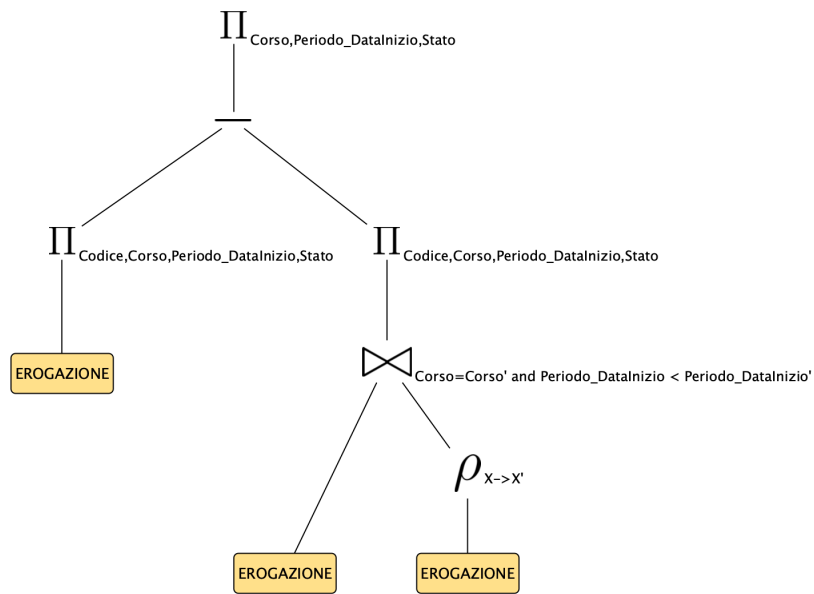 ∏Corso,Periodo_DataInizio,Stato
−
∏Codice,Corso,Periodo_DataInizio,Stato
∏Codice,Corso,Periodo_DataInizio,Stato
EROGAZIONE
⋈Corso=Corso' and Periodo_DataInizio < Periodo_DataInizio'
ρX->X'
EROGAZIONE
EROGAZIONE